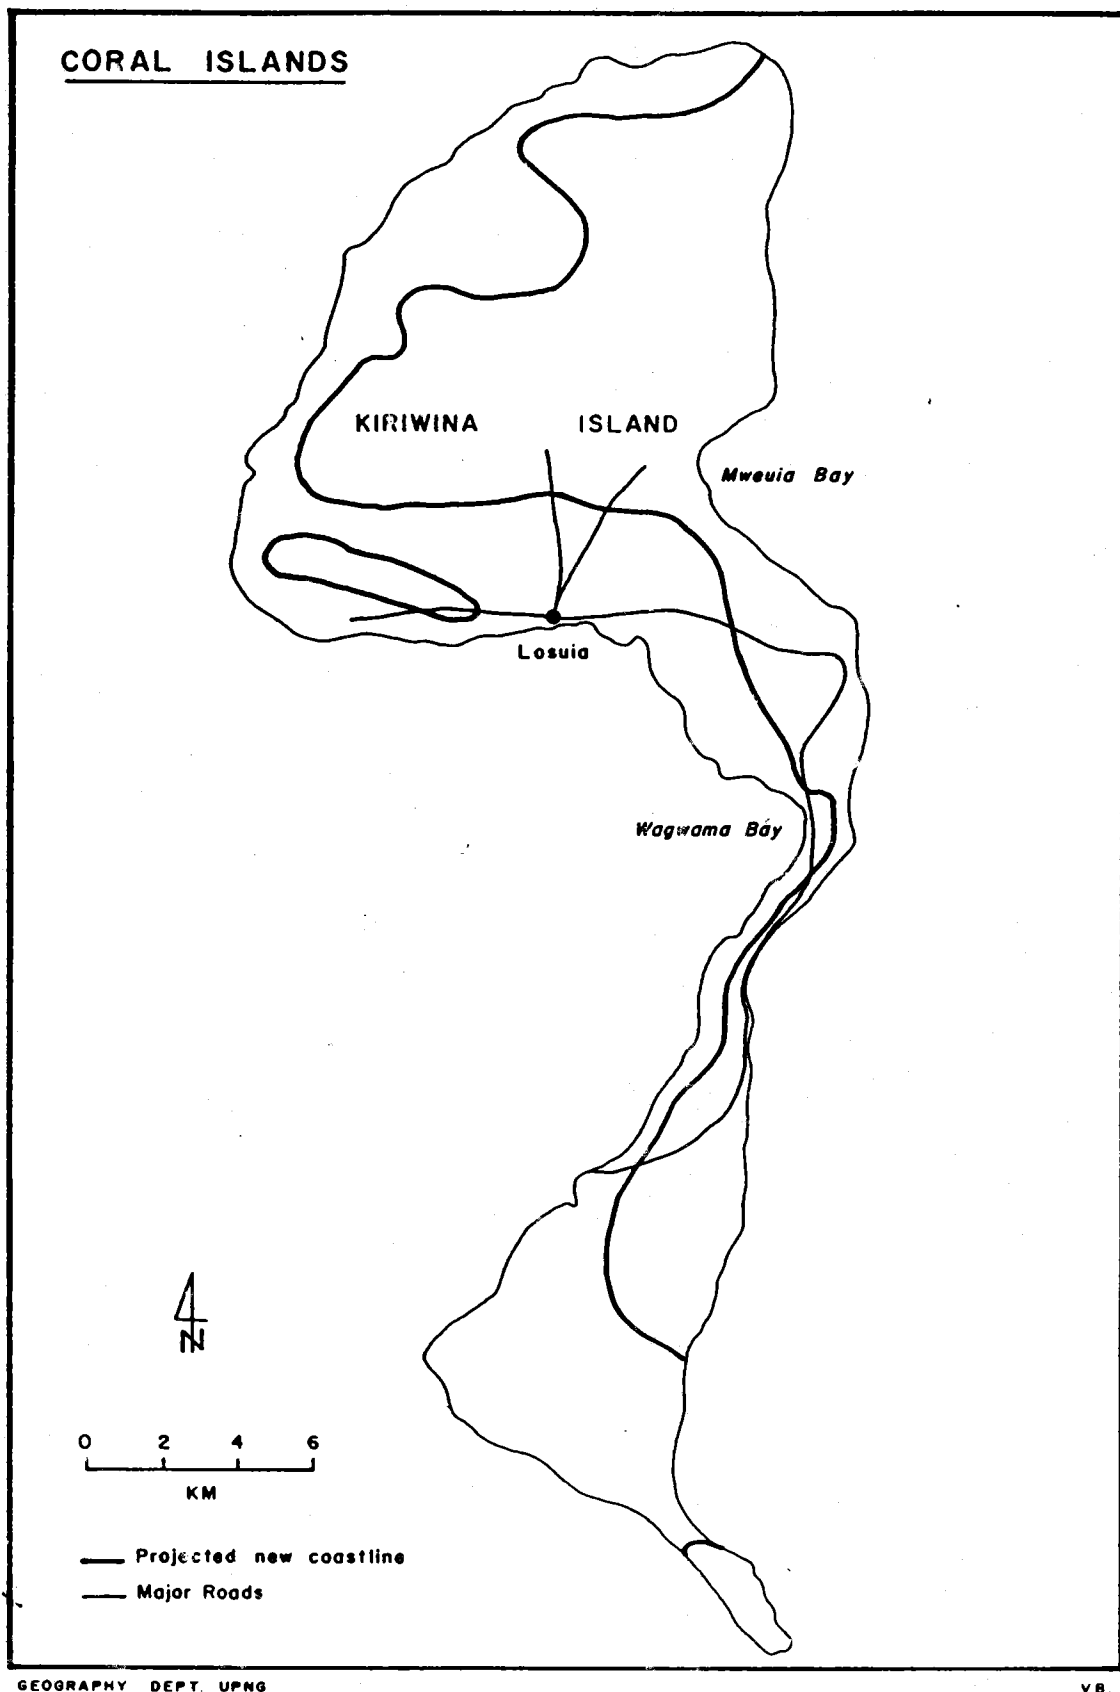 CORAL ISLANDS
KIRIWINA ISLAND
Mweuia Bay
Losuia
Wagwama Bay
N
0 2 4 6
KM
Projected new coastline
Major Roads
GEOGRAPHY DEPT. UPNG V.B.